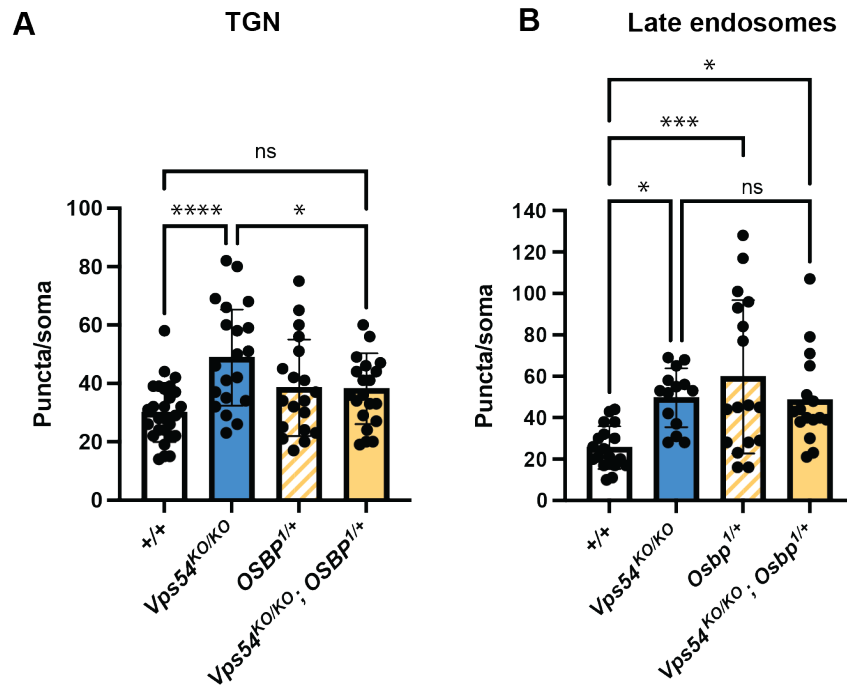 A
TGN
ns
****
*
100
80
60
40
20
0
Puncta/soma
+/+
Vps54KO/KO
OSBP1/+
Vps54KO/KO; OSBP1/+
B
Late endosomes
*
***
*
ns
140
120
100
80
60
40
20
0
Puncta/soma
+/+
Vps54KO/KO
Osbp1/+
Vps54KO/KO; Osbp1/+